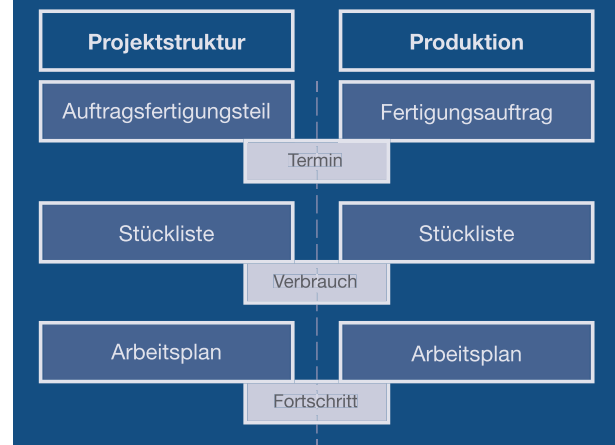 Projektstruktur
Produktion
Auftragsfertigungsteil
Fertigungsauftrag
Termin
Stückliste
Stückliste
Verbrauch
Arbeitsplan
Arbeitsplan
Fortschritt